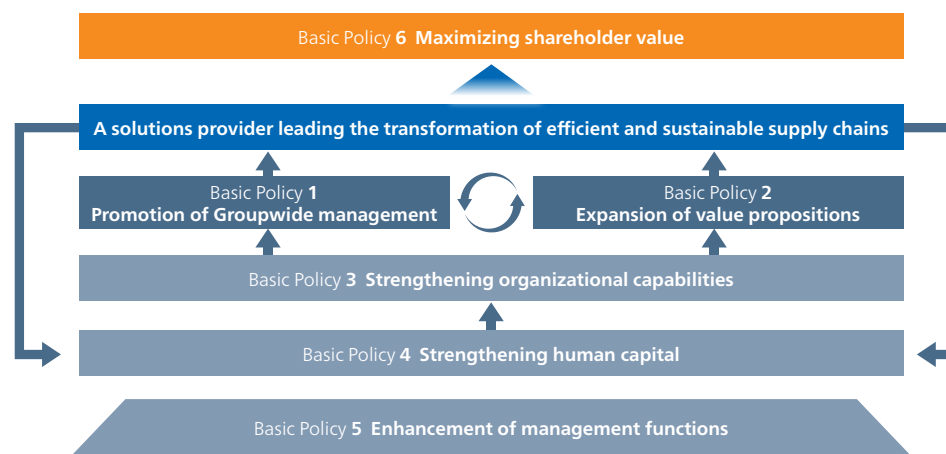 Basic Policy 6 Maximizing shareholder value
A solutions provider leading the transformation of efficient and sustainable supply chains
Basic Policy 1
Promotion of Groupwide management
Basic Policy 2
Expansion of value propositions
Basic Policy 3 Strengthening organizational capabilities
Basic Policy 4 Strengthening human capital
Basic Policy 5 Enhancement of management functions